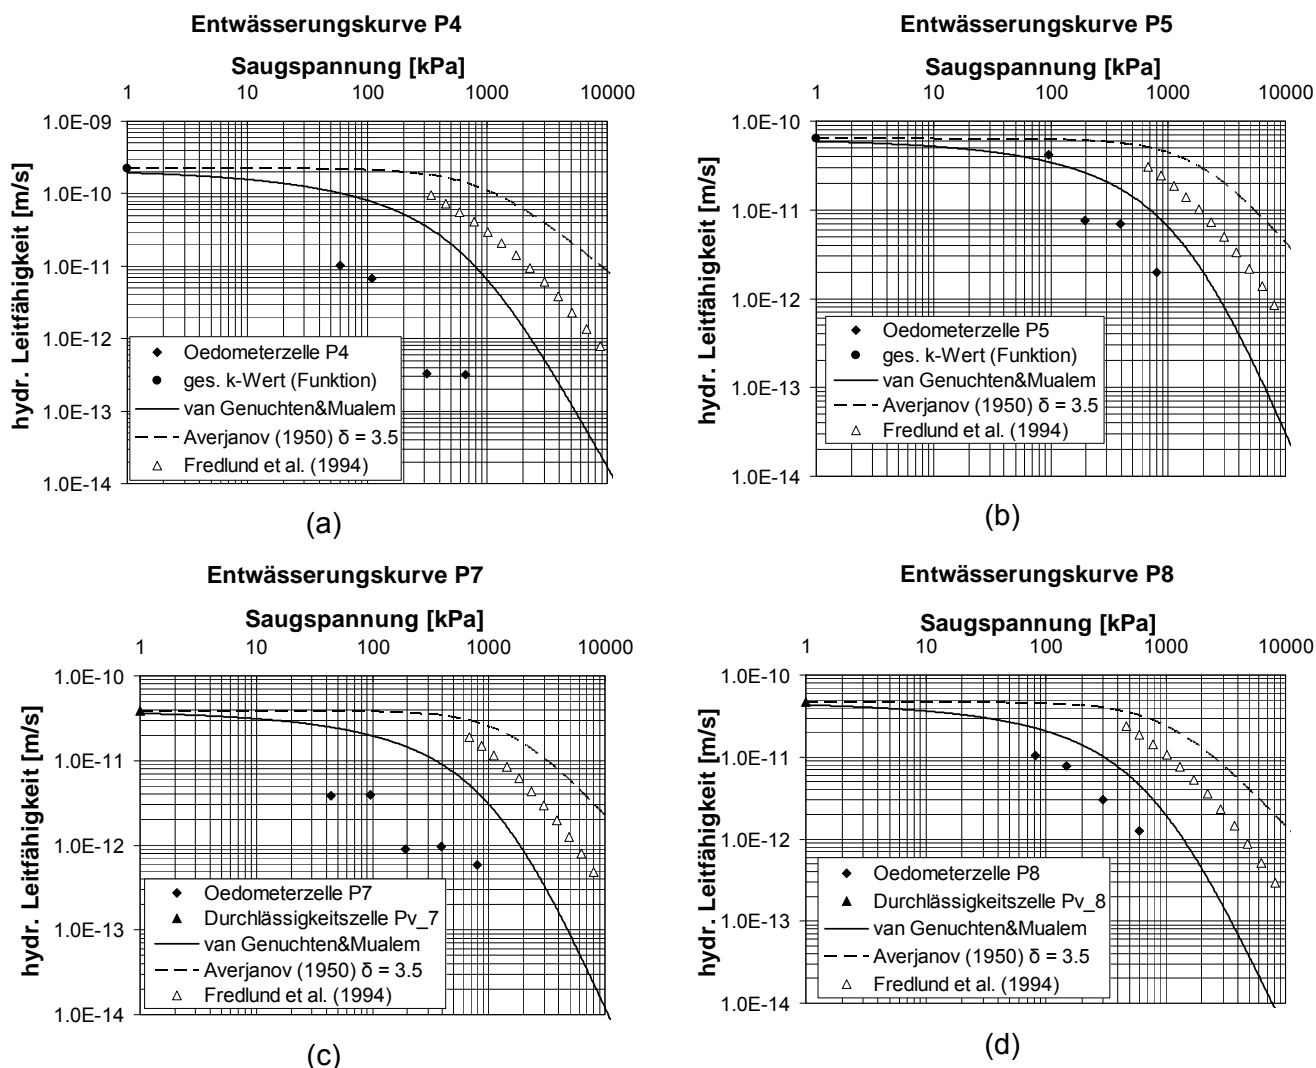 Entwässerungskurve P4
Saugspannung [kPa]
1 10 100 1000 10000
1.0E-09
1.0E-10
1.0E-11
1.0E-12
1.0E-13
1.0E-14
hydr. Leitfähigkeit [m/s]
Oedometerzelle P4
ges. k-Wert (Funktion)
van Genuchten&Mualem
Averjanov (1950) δ = 3.5
Fredlund et al. (1994)
(a)
Entwässerungskurve P5
Saugspannung [kPa]
1 10 100 1000 10000
1.0E-10
1.0E-11
1.0E-12
1.0E-13
1.0E-14
hydr. Leitfähigkeit [m/s]
Oedometerzelle P5
ges. k-Wert (Funktion)
van Genuchten&Mualem
Averjanov (1950) δ = 3.5
Fredlund et al. (1994)
(b)
Entwässerungskurve P7
Saugspannung [kPa]
1 10 100 1000 10000
1.0E-10
1.0E-11
1.0E-12
1.0E-13
1.0E-14
hydr. Leitfähigkeit [m/s]
Oedometerzelle P7
Durchlässigkeitszelle Pv_7
van Genuchten&Mualem
Averjanov (1950) δ = 3.5
Fredlund et al. (1994)
(c)
Entwässerungskurve P8
Saugspannung [kPa]
1 10 100 1000 10000
1.0E-10
1.0E-11
1.0E-12
1.0E-13
1.0E-14
hydr. Leitfähigkeit [m/s]
Oedometerzelle P8
Durchlässigkeitszelle Pv_8
van Genuchten&Mualem
Averjanov (1950) δ = 3.5
Fredlund et al. (1994)
(d)